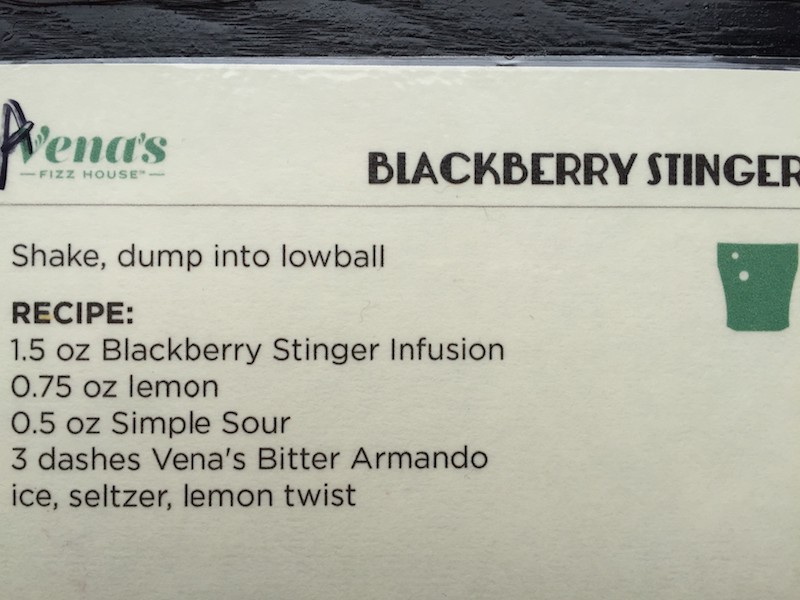 A
Vena's
FIZZ HOUSE™
BLACKBERRY STINGER
Shake, dump into lowball
RECIPE:
1.5 oz Blackberry Stinger Infusion
0.75 oz lemon
0.5 oz Simple Sour
3 dashes Vena's Bitter Armando
ice, seltzer, lemon twist